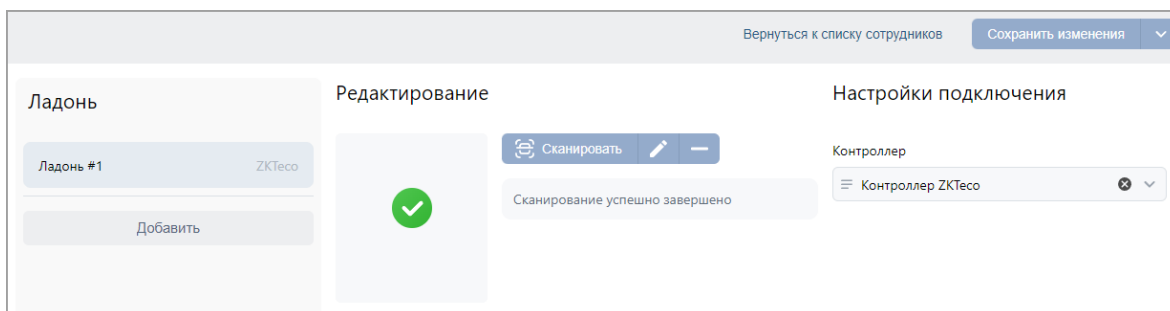 Вернуться к списку сотрудников
Сохранить изменения
Ладонь
Ладонь #1 ZKTeco
Добавить
Редактирование
Сканировать
Сканирование успешно завершено
Настройки подключения
Контроллер
Контроллер ZKTeco